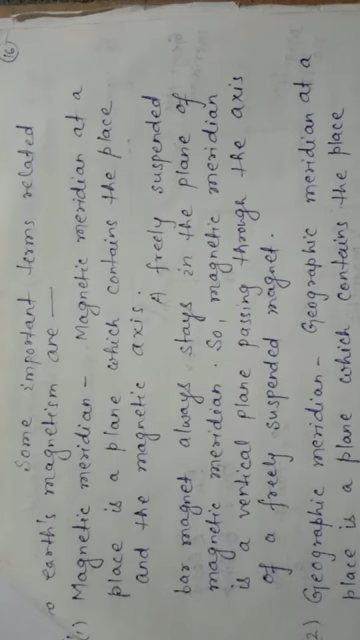 (16)
Some important terms related
o earth's magnetism are —
(1) Magnetic meridian - Magnetic meridian at a
place is a plane which contains the place
and the magnetic axis.
A freely suspended
bar magnet always stays in the plane of
magnetic meridian. So, magnetic meridian
is a vertical plane passing through the axis
of a freely suspended magnet.
2) Geographic meridian - Geographic meridian at a
place is a plane which contains the place